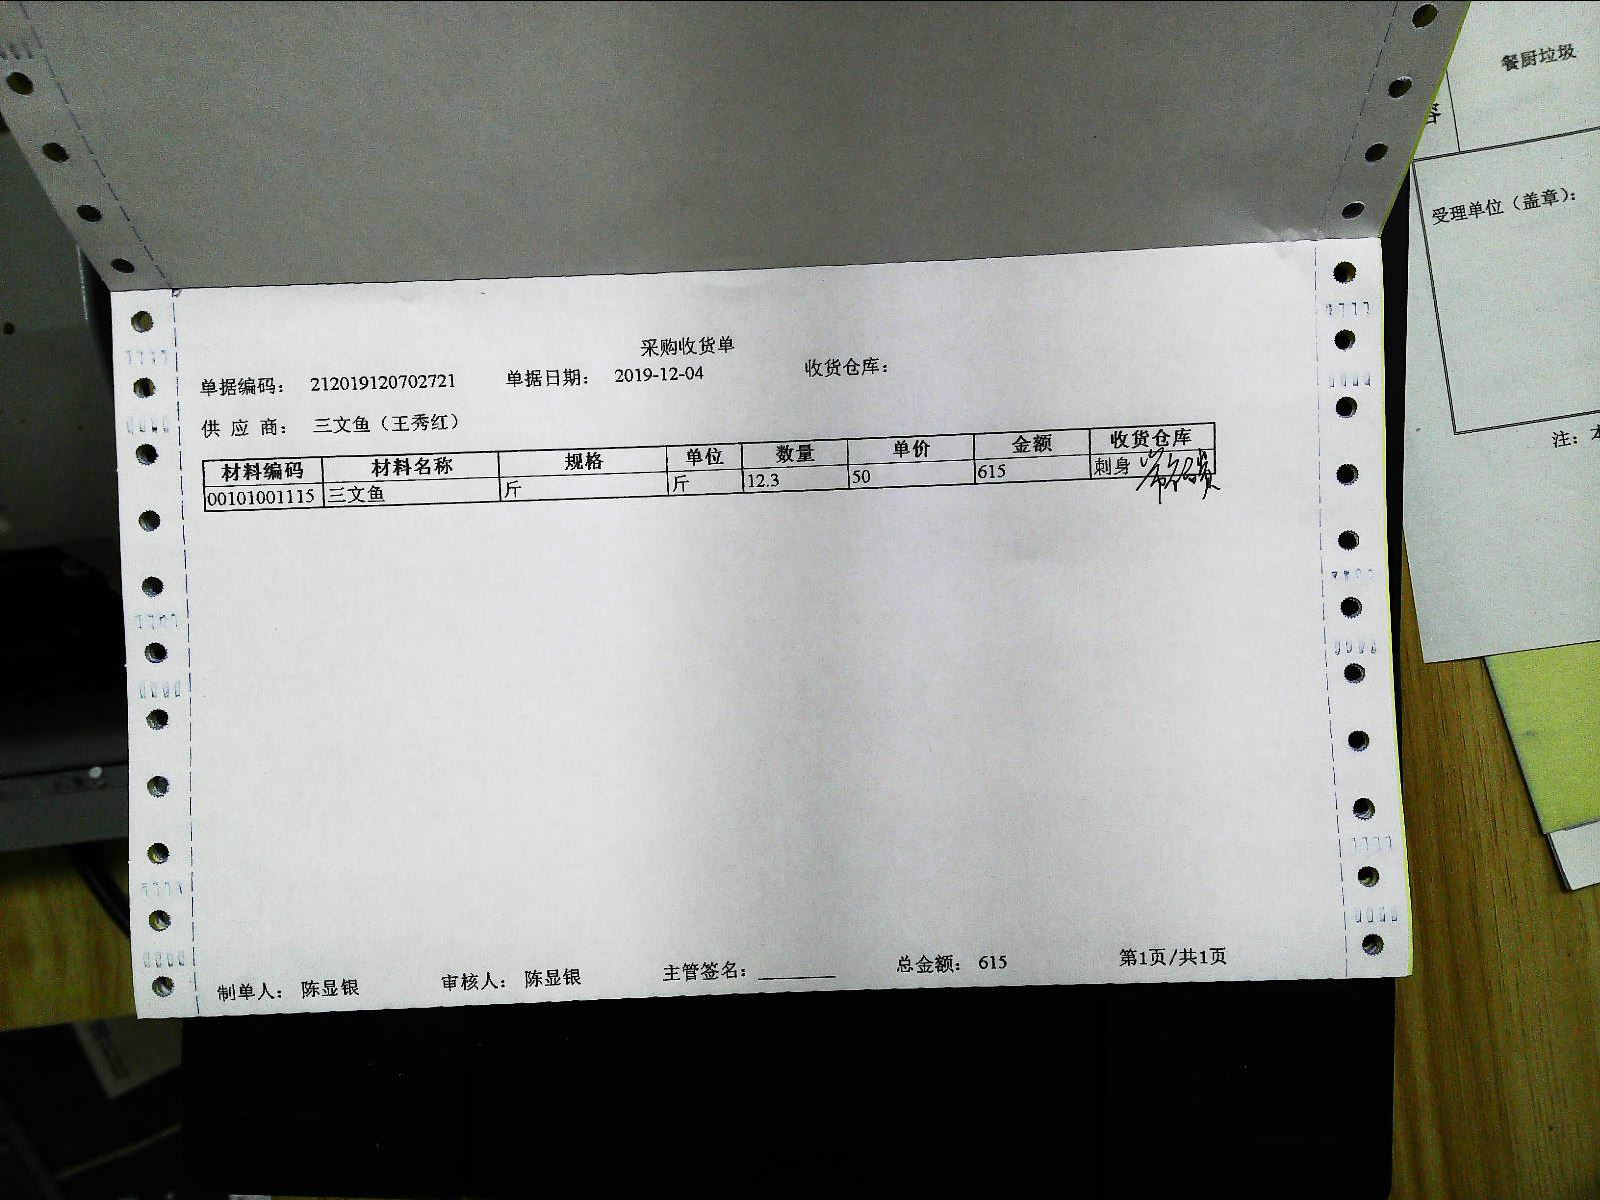 采购收货单
单据编码： 212019120702721 单据日期： 2019-12-04 收货仓库：
供 应 商： 三文鱼（王秀红）
材料编码 材料名称 规格 单位 数量 单价 金额 收货仓库
00101001115 三文鱼 斤 斤 12.3 50 615 刺身
制单人： 陈显银 审核人： 陈显银 主管签名： 总金额： 615 第1页/共1页
餐厨垃圾
受理单位（盖章）：
注：